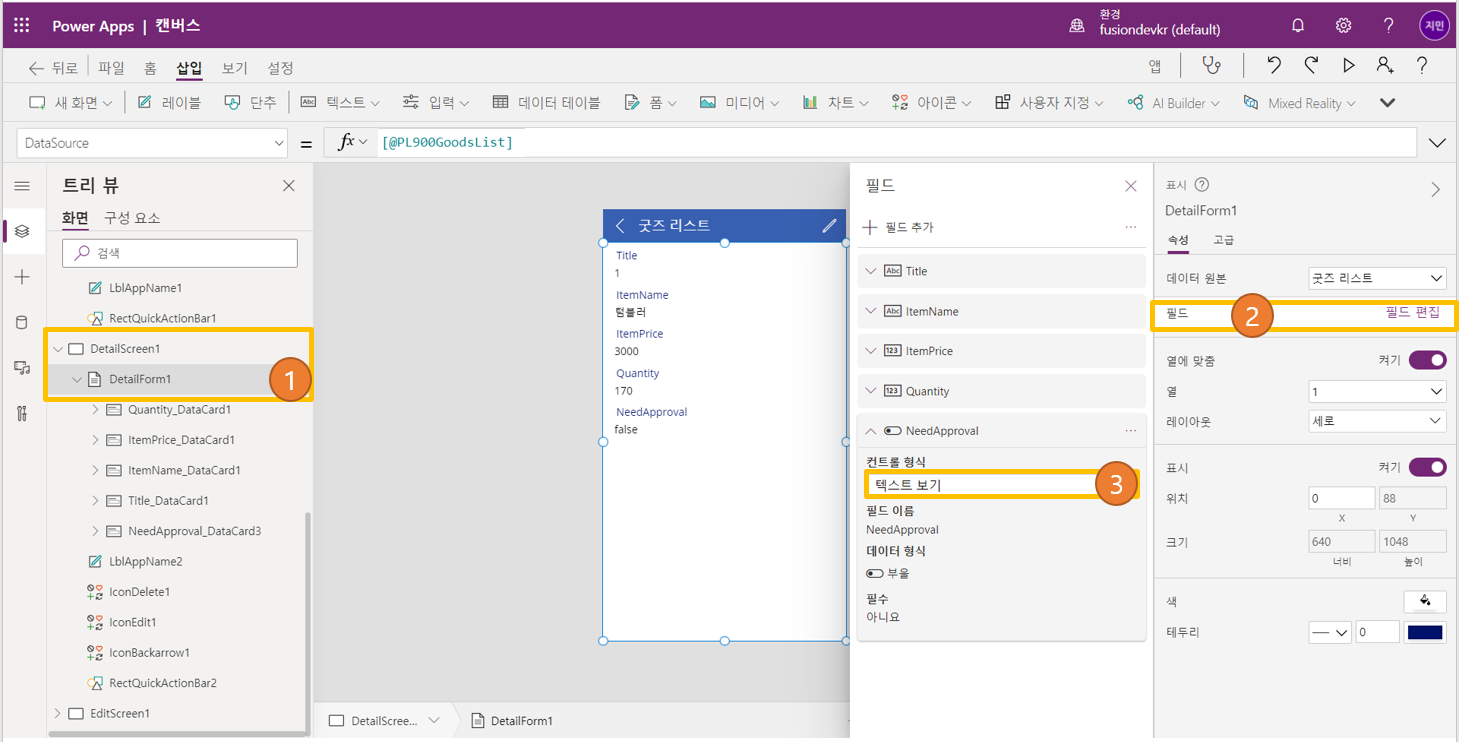 Power Apps | 캔버스
환경
fusiondevkr (default)
지민
뒤로 파일 홈 삽입 보기 설정
앱
새 화면 레이블 단추 텍스트 입력 데이터 테이블 폼 미디어 차트 아이콘 사용자 지정 AI Builder Mixed Reality
DataSource = fx [@PL900GoodsList]
트리 뷰
화면 구성 요소
검색
LblAppName1
RectQuickActionBar1
DetailScreen1
DetailForm1
1
Quantity_DataCard1
ItemPrice_DataCard1
ItemName_DataCard1
Title_DataCard1
NeedApproval_DataCard3
LblAppName2
IconDelete1
IconEdit1
IconBackarrow1
RectQuickActionBar2
EditScreen1
굿즈 리스트
Title
1
ItemName
텀블러
ItemPrice
3000
Quantity
170
NeedApproval
false
DetailScree... DetailForm1
필드
필드 추가 ...
Abc Title
Abc ItemName
123 ItemPrice
123 Quantity
NeedApproval ...
컨트롤 형식
텍스트 보기
3
필드 이름
NeedApproval
데이터 형식
부울
필수
아니요
표시
DetailForm1
속성 고급
데이터 원본 굿즈 리스트
필드 2 필드 편집
열에 맞춤 켜기
열 1
레이아웃 세로
표시 켜기
위치 0 88
X Y
크기 640 1048
너비 높이
색
테두리 0